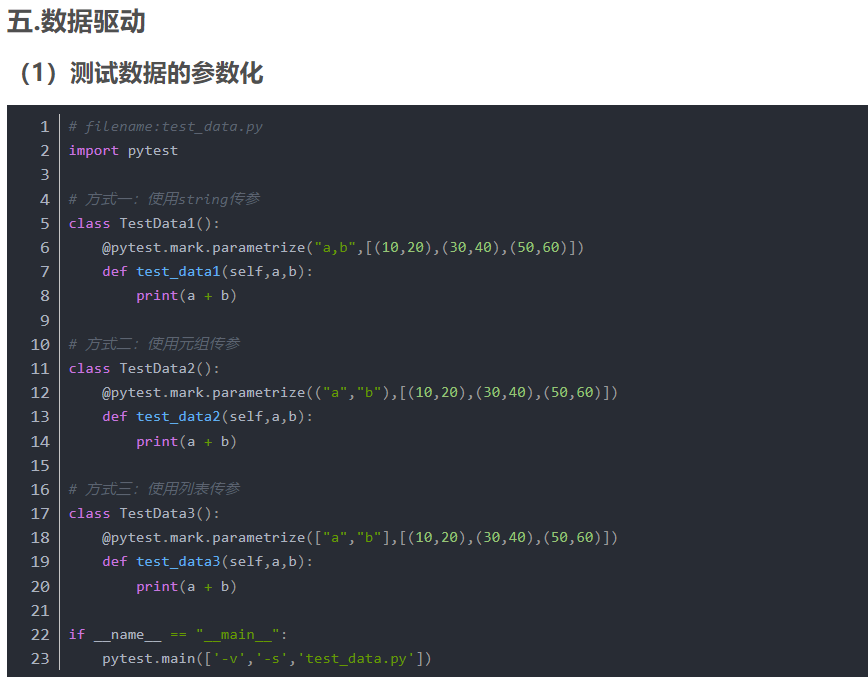 五.数据驱动
（1）测试数据的参数化
1 # filename:test_data.py
2 import pytest
3
4 # 方式一：使用string传参
5 class TestData1():
6     @pytest.mark.parametrize("a,b",[(10,20),(30,40),(50,60)])
7     def test_data1(self,a,b):
8         print(a + b)
9
10 # 方式二：使用元组传参
11 class TestData2():
12     @pytest.mark.parametrize(("a","b"),[(10,20),(30,40),(50,60)])
13     def test_data2(self,a,b):
14         print(a + b)
15
16 # 方式三：使用列表传参
17 class TestData3():
18     @pytest.mark.parametrize(["a","b"],[(10,20),(30,40),(50,60)])
19     def test_data3(self,a,b):
20         print(a + b)
21
22 if __name__ == "__main__":
23     pytest.main(['-v','-s','test_data.py'])